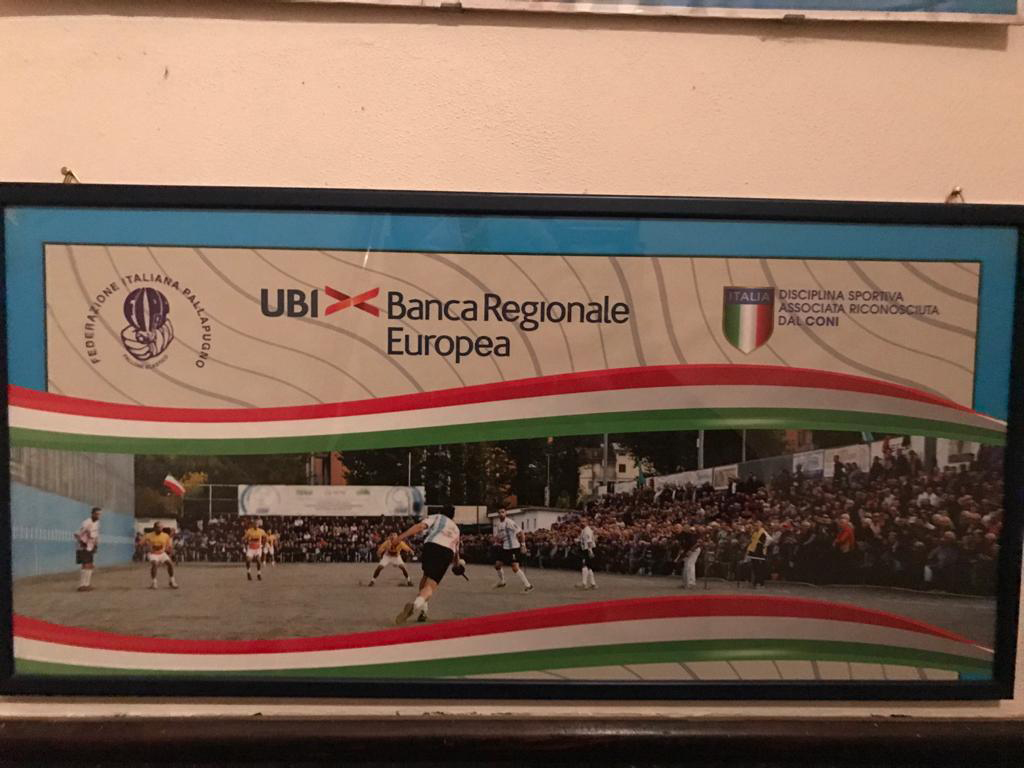 FEDERAZIONE ITALIANA PALLAPUGNO
UBI Banca Regionale
Europea
ITALIA
DISCIPLINA SPORTIVA
ASSOCIATA RICONOSCIUTA
DAL CONI